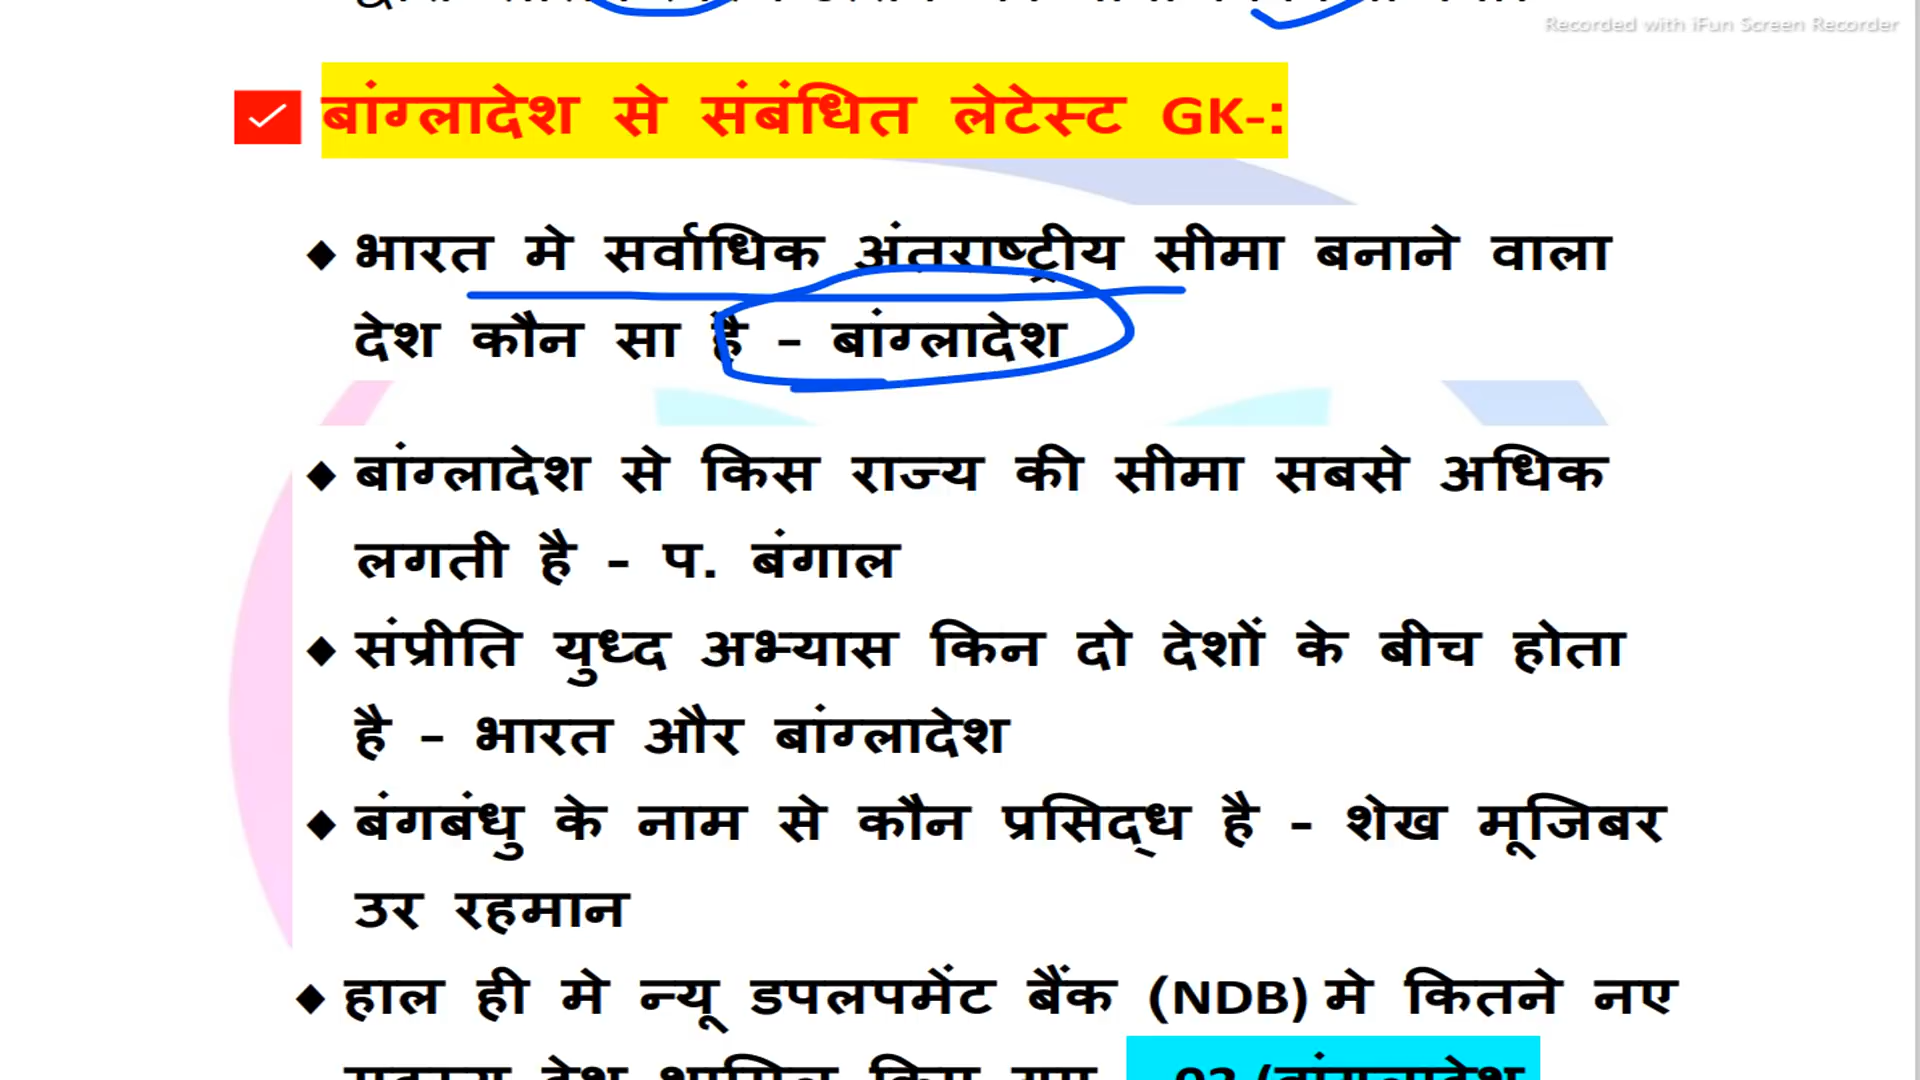 Recorded with iFun Screen Recorder
बांग्लादेश से संबंधित लेटेस्ट GK-:
भारत मे सर्वाधिक अंतराष्ट्रीय सीमा बनाने वाला
देश कौन सा है – बांग्लादेश
बांग्लादेश से किस राज्य की सीमा सबसे अधिक
लगती है – प. बंगाल
संप्रीति युध्द अभ्यास किन दो देशों के बीच होता
है – भारत और बांग्लादेश
बंगबंधु के नाम से कौन प्रसिद्ध है – शेख मूजिबर
उर रहमान
हाल ही मे न्यू डपलपमेंट बैंक (NDB) मे कितने नए